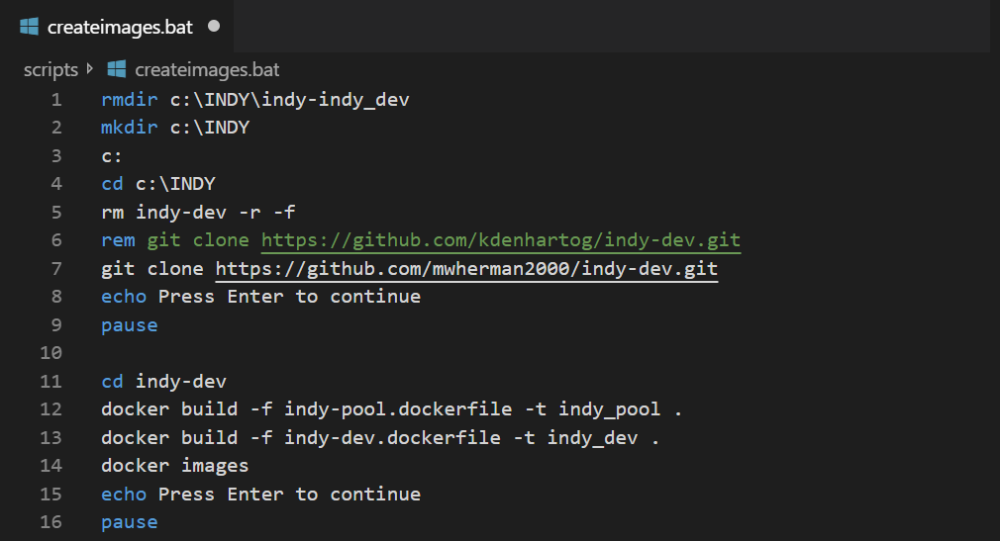 createimages.bat
scripts createimages.bat
1 rmdir c:\INDY\indy-indy_dev
2 mkdir c:\INDY
3 c:
4 cd c:\INDY
5 rm indy-dev -r -f
6 rem git clone https://github.com/kdenhartog/indy-dev.git
7 git clone https://github.com/mwherman2000/indy-dev.git
8 echo Press Enter to continue
9 pause
10
11 cd indy-dev
12 docker build -f indy-pool.dockerfile -t indy_pool .
13 docker build -f indy-dev.dockerfile -t indy_dev .
14 docker images
15 echo Press Enter to continue
16 pause